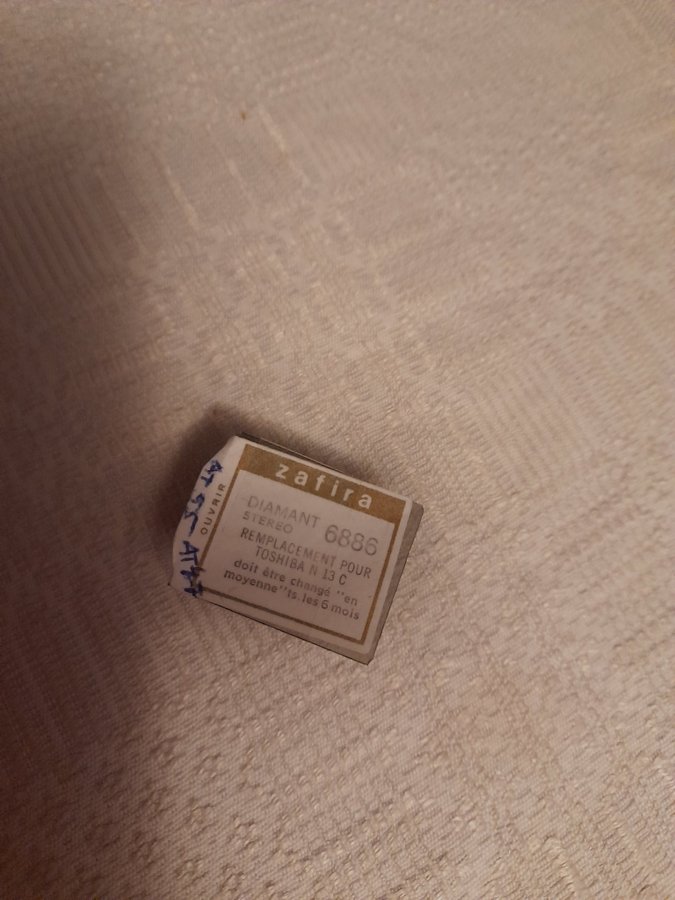 zafira
DIAMANT
STEREO
6886
REMPLACEMENT POUR
TOSHIBA N 13 C
doit être changé "en
moyenne"ts les 6 mois
OUVRIR